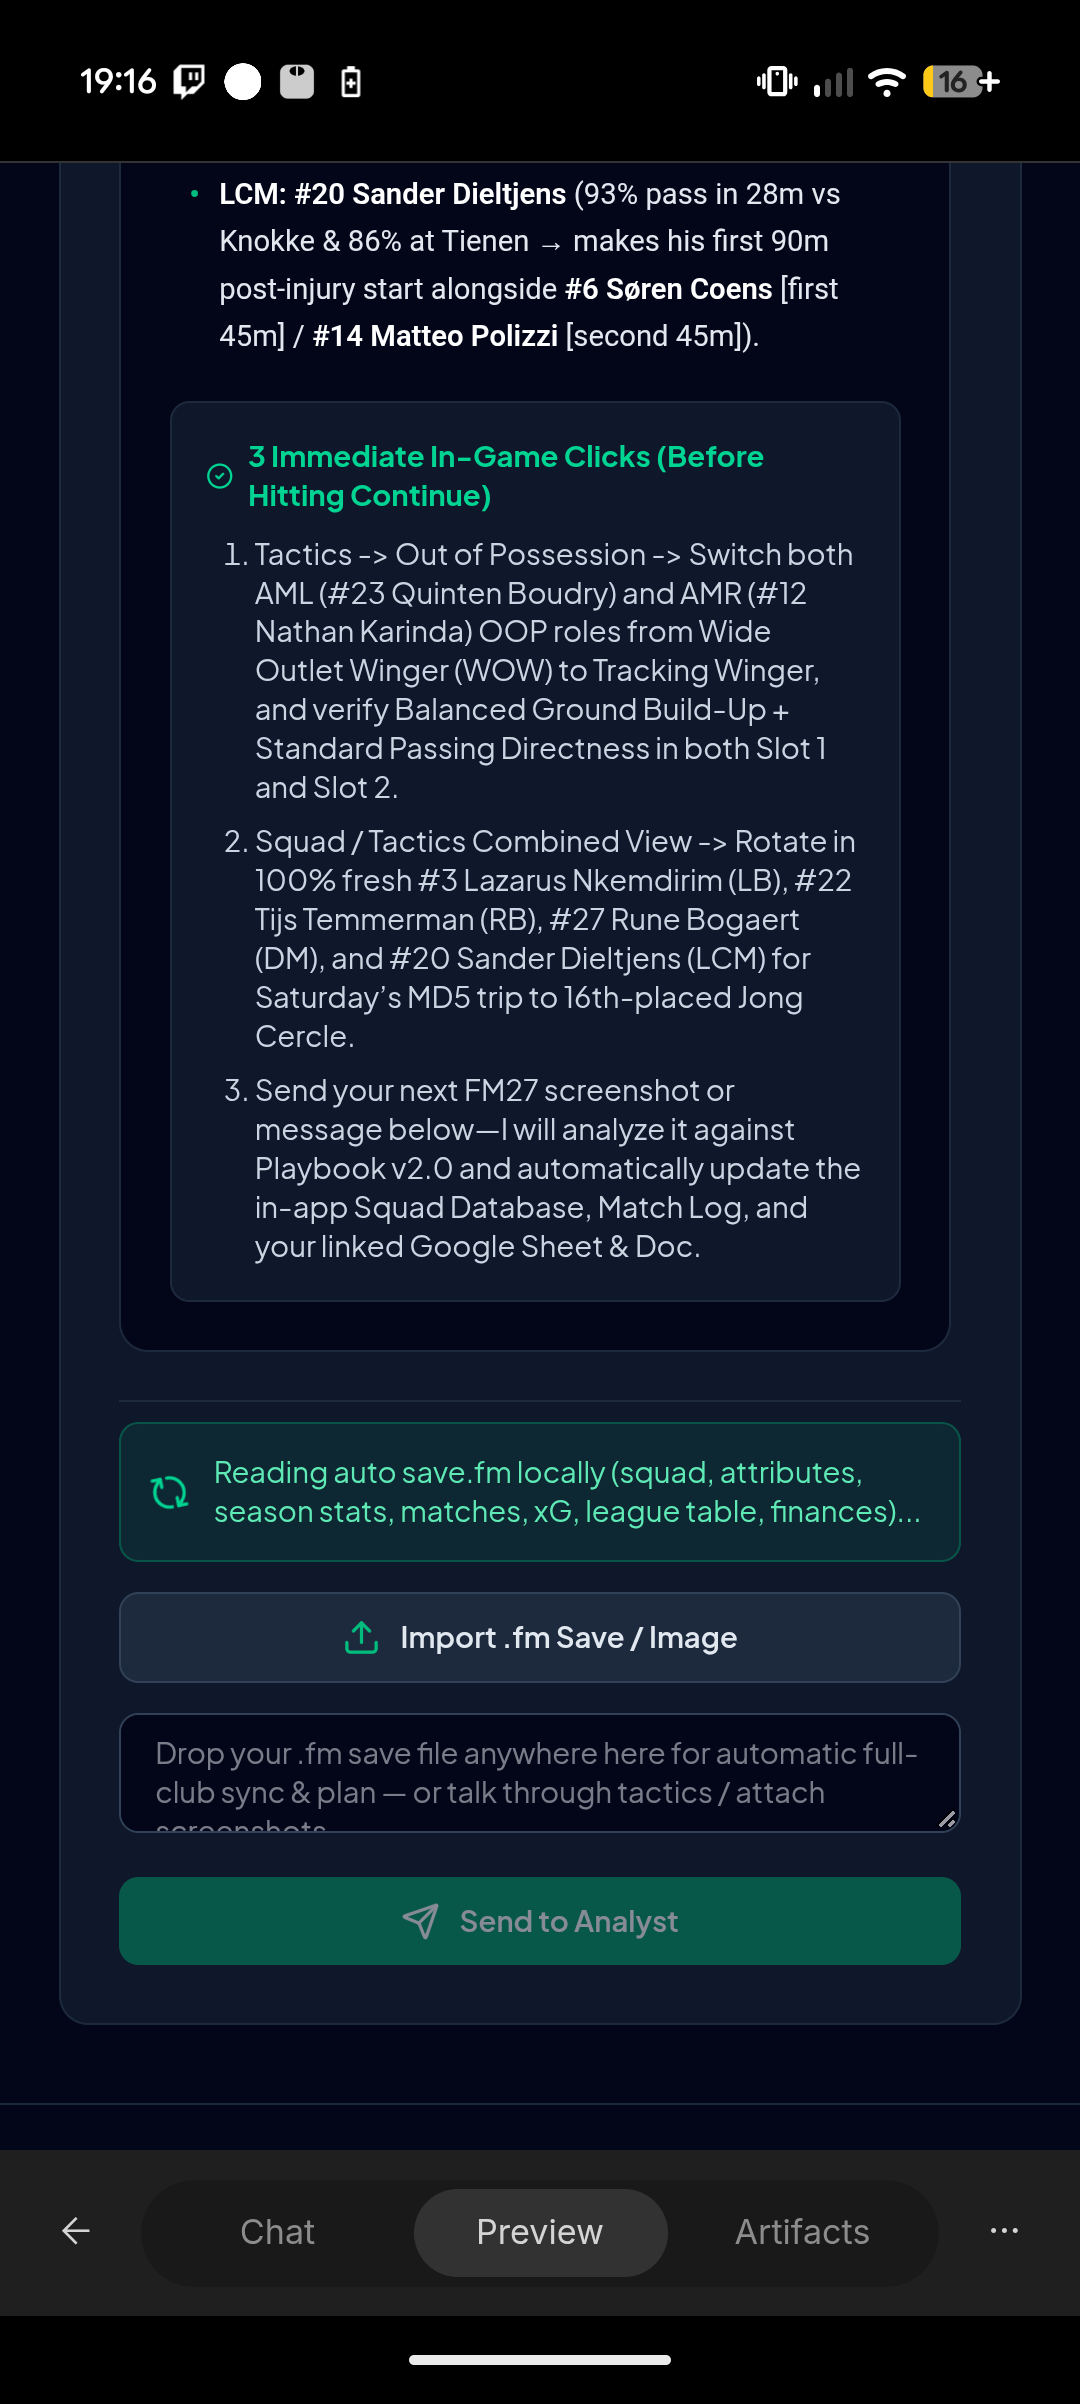 19:16
16
LCM: #20 Sander Dieltjens (93% pass in 28m vs
Knokke & 86% at Tienen → makes his first 90m
post-injury start alongside #6 Søren Coens [first
45m] / #14 Matteo Polizzi [second 45m]).
3 Immediate In-Game Clicks (Before
Hitting Continue)
1. Tactics -> Out of Possession -> Switch both
AML (#23 Quinten Boudry) and AMR (#12
Nathan Karinda) OOP roles from Wide
Outlet Winger (WOW) to Tracking Winger,
and verify Balanced Ground Build-Up +
Standard Passing Directness in both Slot 1
and Slot 2.
2. Squad / Tactics Combined View -> Rotate in
100% fresh #3 Lazarus Nkemdirim (LB), #22
Tijs Temmerman (RB), #27 Rune Bogaert
(DM), and #20 Sander Dieltjens (LCM) for
Saturday’s MD5 trip to 16th-placed Jong
Cercle.
3. Send your next FM27 screenshot or
message below—I will analyze it against
Playbook v2.0 and automatically update the
in-app Squad Database, Match Log, and
your linked Google Sheet & Doc.
Reading auto save.fm locally (squad, attributes,
season stats, matches, xG, league table, finances)...
Import .fm Save / Image
Drop your .fm save file anywhere here for automatic full-
club sync & plan — or talk through tactics / attach
screenshots
Send to Analyst
Chat
Preview
Artifacts